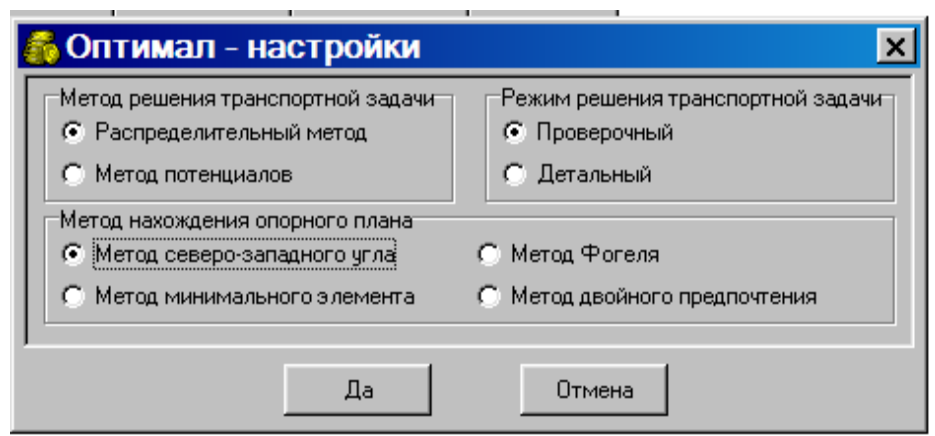 Оптимал - настройки
Метод решения транспортной задачи
Режим решения транспортной задачи
Распределительный метод
Проверочный
Метод потенциалов
Детальный
Метод нахождения опорного плана
Метод северо-западного угла
Метод Фогеля
Метод минимального элемента
Метод двойного предпочтения
Да
Отмена